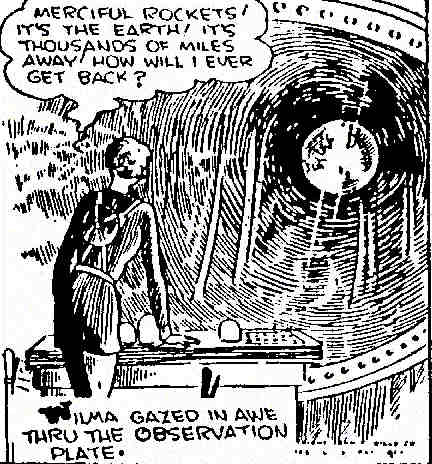 MERCIFUL ROCKETS!
IT'S THE EARTH! IT'S
THOUSANDS OF MILES
AWAY! HOW WILL I EVER
GET BACK?
WILMA GAZED IN AWE
THRU THE OBSERVATION
PLATE.